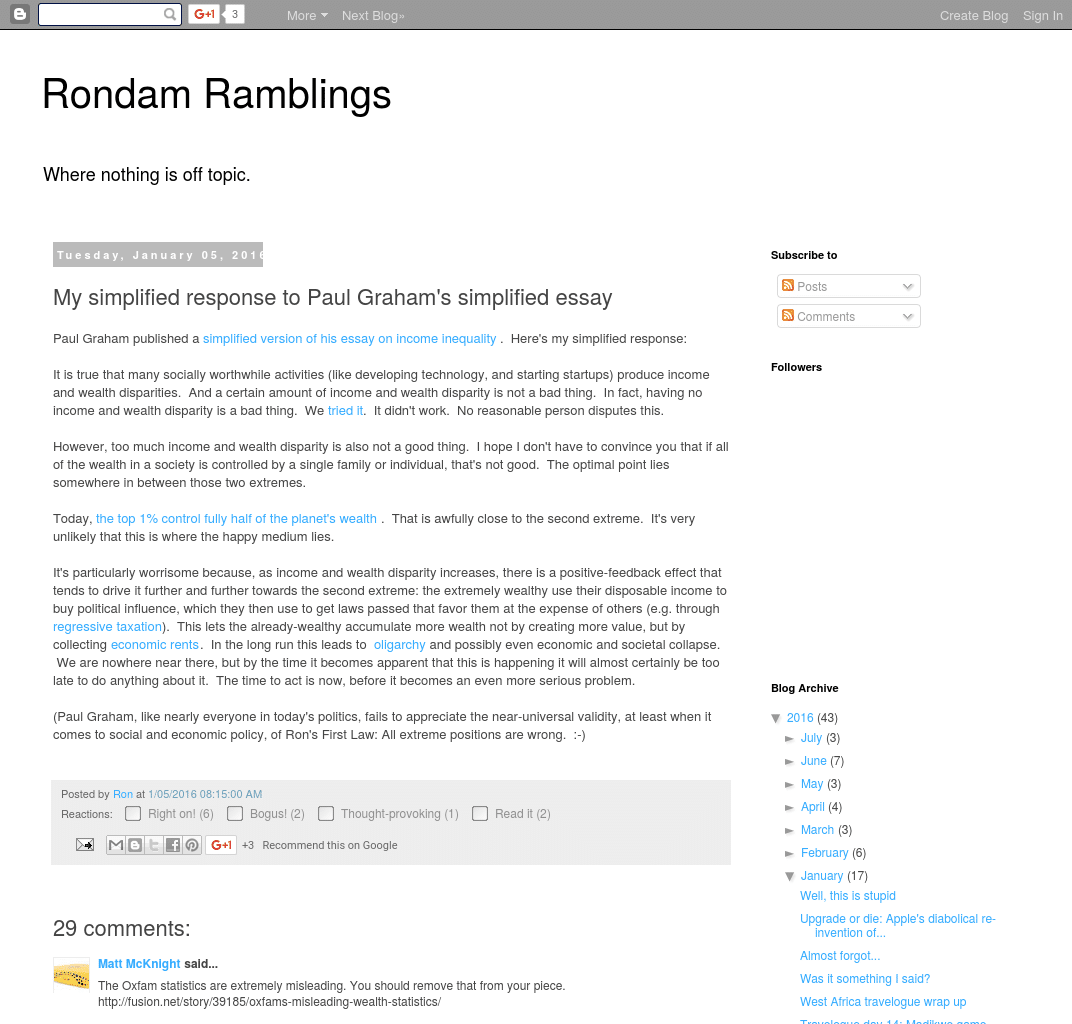 G+1 3 More Next Blog» Create Blog Sign In
Rondam Ramblings
Where nothing is off topic.
Tuesday, January 05, 2016
My simplified response to Paul Graham's simplified essay
Paul Graham published a simplified version of his essay on income inequality .  Here's my simplified response:
It is true that many socially worthwhile activities (like developing technology, and starting startups) produce income
and wealth disparities.  And a certain amount of income and wealth disparity is not a bad thing.  In fact, having no
income and wealth disparity is a bad thing.  We tried it.  It didn't work.  No reasonable person disputes this.
However, too much income and wealth disparity is also not a good thing.  I hope I don't have to convince you that if all
of the wealth in a society is controlled by a single family or individual, that's not good.  The optimal point lies
somewhere in between those two extremes.
Today, the top 1% control fully half of the planet's wealth .  That is awfully close to the second extreme.  It's very
unlikely that this is where the happy medium lies.
It's particularly worrisome because, as income and wealth disparity increases, there is a positive-feedback effect that
tends to drive it further and further towards the second extreme: the extremely wealthy use their disposable income to
buy political influence, which they then use to get laws passed that favor them at the expense of others (e.g. through
regressive taxation).  This lets the already-wealthy accumulate more wealth not by creating more value, but by
collecting economic rents.  In the long run this leads to  oligarchy and possibly even economic and societal collapse.
We are nowhere near there, but by the time it becomes apparent that this is happening it will almost certainly be too
late to do anything about it.  The time to act is now, before it becomes an even more serious problem.
(Paul Graham, like nearly everyone in today's politics, fails to appreciate the near-universal validity, at least when it
comes to social and economic policy, of Ron's First Law: All extreme positions are wrong.  :-)
Posted by Ron at 1/05/2016 08:15:00 AM
Reactions: Right on! (6) Bogus! (2) Thought-provoking (1) Read it (2)
G+1 +3 Recommend this on Google
29 comments:
Matt McKnight said...
The Oxfam statistics are extremely misleading. You should remove that from your piece.
http://fusion.net/story/39185/oxfams-misleading-wealth-statistics/
Subscribe to
Posts
Comments
Followers
Blog Archive
▼ 2016 (43)
► July (3)
► June (7)
► May (3)
► April (4)
► March (3)
► February (6)
▼ January (17)
Well, this is stupid
Upgrade or die: Apple's diabolical re-
invention of...
Almost forgot...
Was it something I said?
West Africa travelogue wrap up
Travelogue day 14: Madikwe game